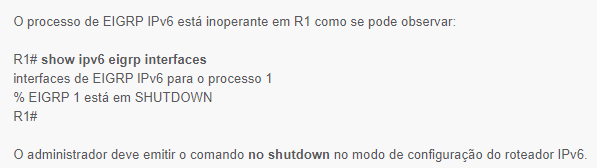 O processo de EIGRP IPv6 está inoperante em R1 como se pode observar:
R1# show ipv6 eigrp interfaces
interfaces de EIGRP IPv6 para o processo 1
% EIGRP 1 está em SHUTDOWN
R1#
O administrador deve emitir o comando no shutdown no modo de configuração do roteador IPv6.